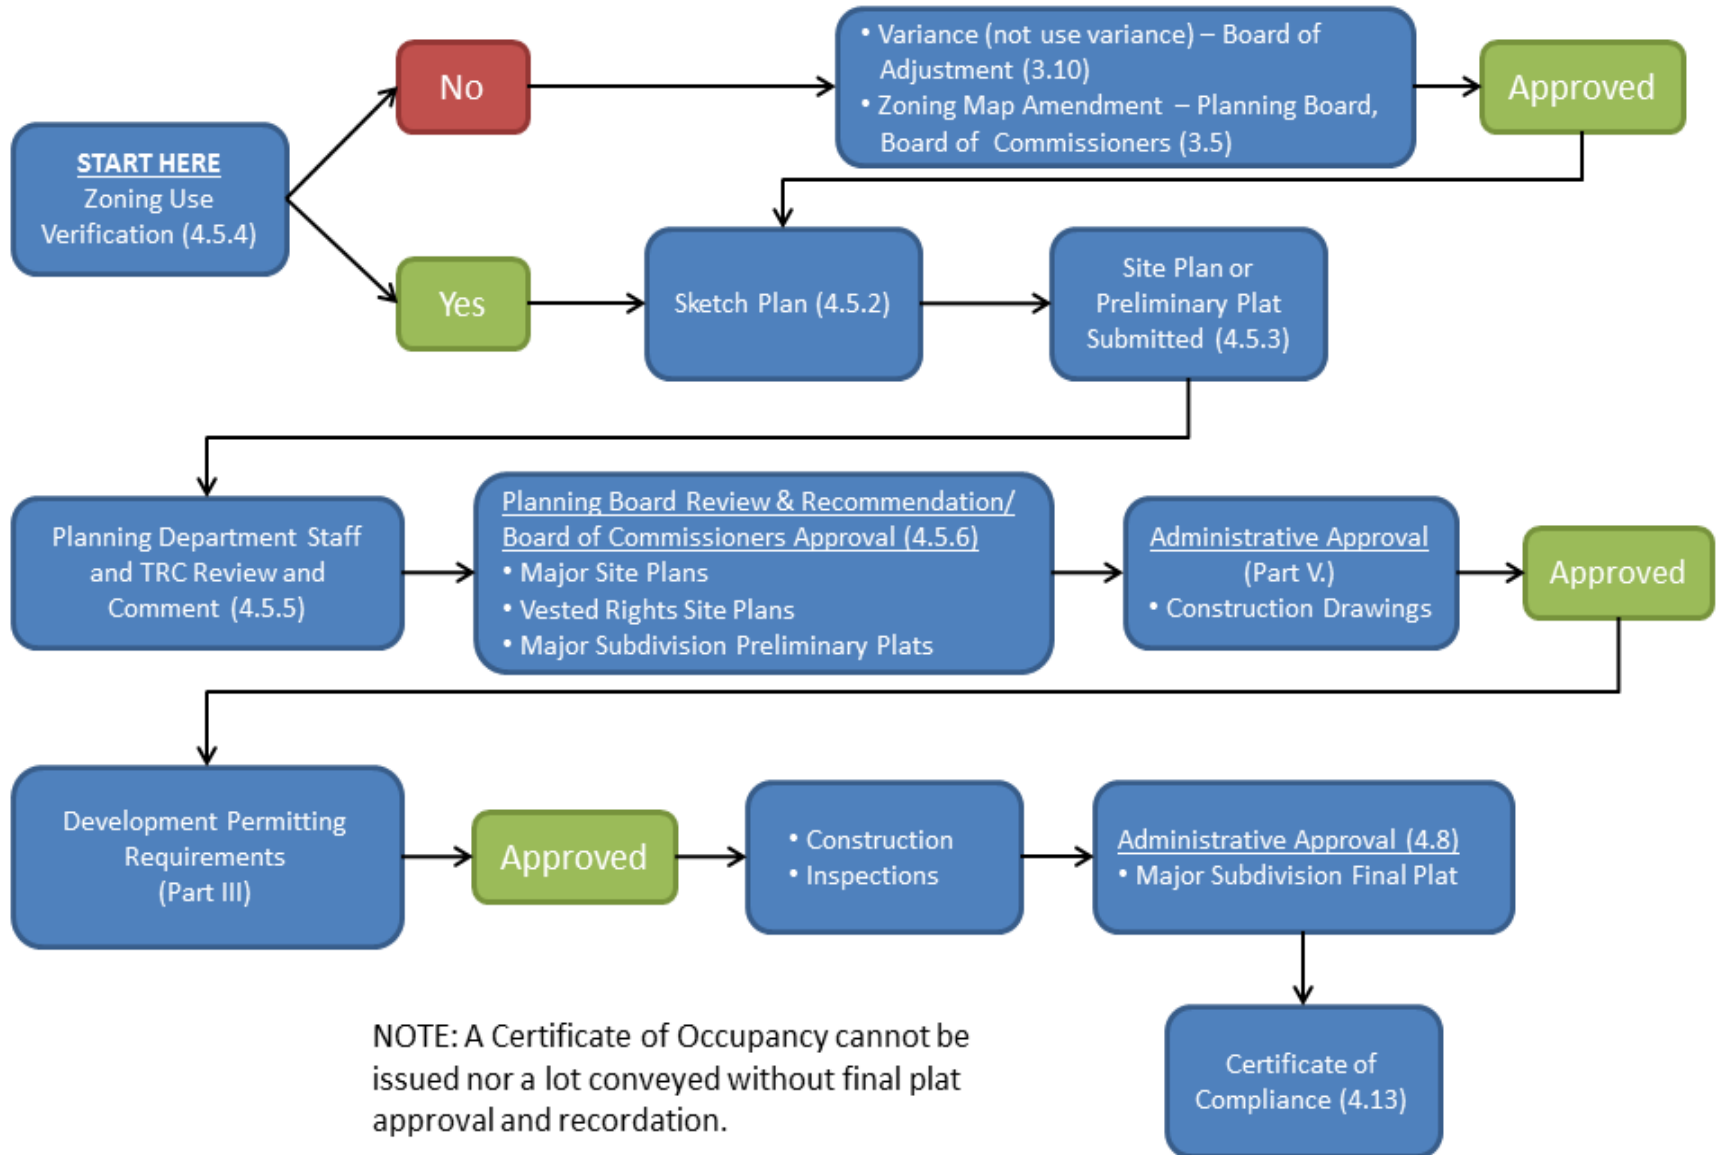 No
• Variance (not use variance) – Board of
Adjustment (3.10)
• Zoning Map Amendment – Planning Board,
Board of Commissioners (3.5)
Approved
START HERE
Zoning Use
Verification (4.5.4)
Yes
Sketch Plan (4.5.2)
Site Plan or
Preliminary Plat
Submitted (4.5.3)
Planning Department Staff
and TRC Review and
Comment (4.5.5)
Planning Board Review & Recommendation/
Board of Commissioners Approval (4.5.6)
• Major Site Plans
• Vested Rights Site Plans
• Major Subdivision Preliminary Plats
Administrative Approval
(Part V.)
• Construction Drawings
Approved
Development Permitting
Requirements
(Part III)
Approved
• Construction
• Inspections
Administrative Approval (4.8)
• Major Subdivision Final Plat
NOTE: A Certificate of Occupancy cannot be
issued nor a lot conveyed without final plat
approval and recordation.
Certificate of
Compliance (4.13)